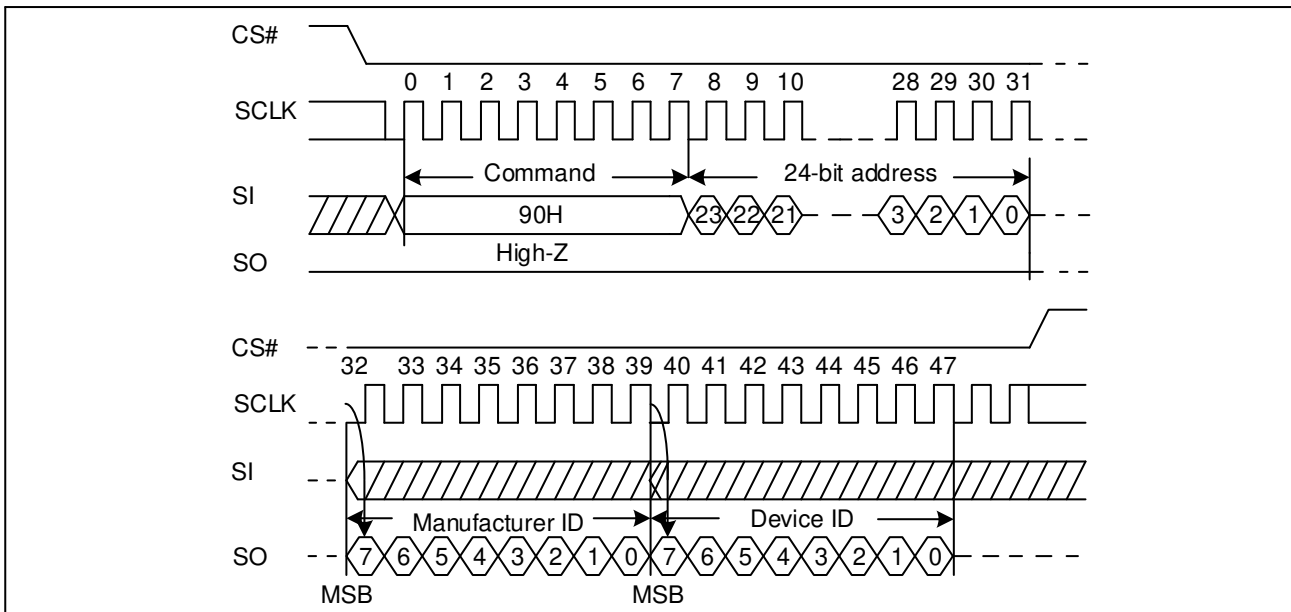 CS#
0 1 2 3 4 5 6 7 8 9 10 28 29 30 31
SCLK
Command 24-bit address
SI
90H 23 22 21 3 2 1 0
High-Z
SO
CS#
32 33 34 35 36 37 38 39 40 41 42 43 44 45 46 47
SCLK
SI
Manufacturer ID Device ID
SO 7 6 5 4 3 2 1 0 7 6 5 4 3 2 1 0
MSB MSB